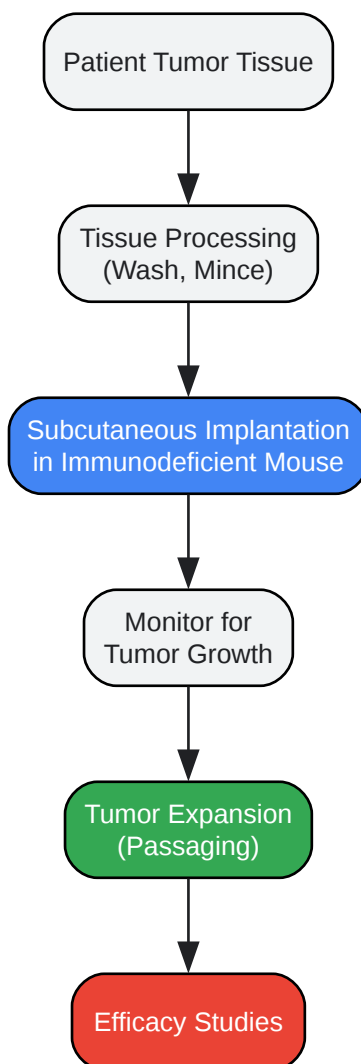 Patient Tumor Tissue
Tissue Processing
(Wash, Mince)
Subcutaneous Implantation
in Immunodeficient Mouse
Monitor for
Tumor Growth
Tumor Expansion
(Passaging)
Efficacy Studies